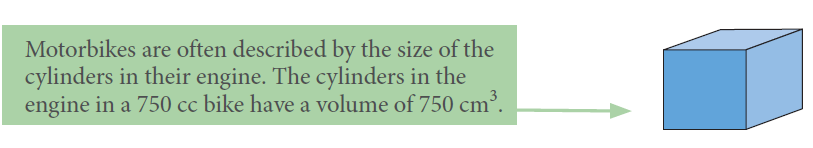 Motorbikes are often described by the size of the
cylinders in their engine. The cylinders in the
engine in a 750 cc bike have a volume of 750 cm³.